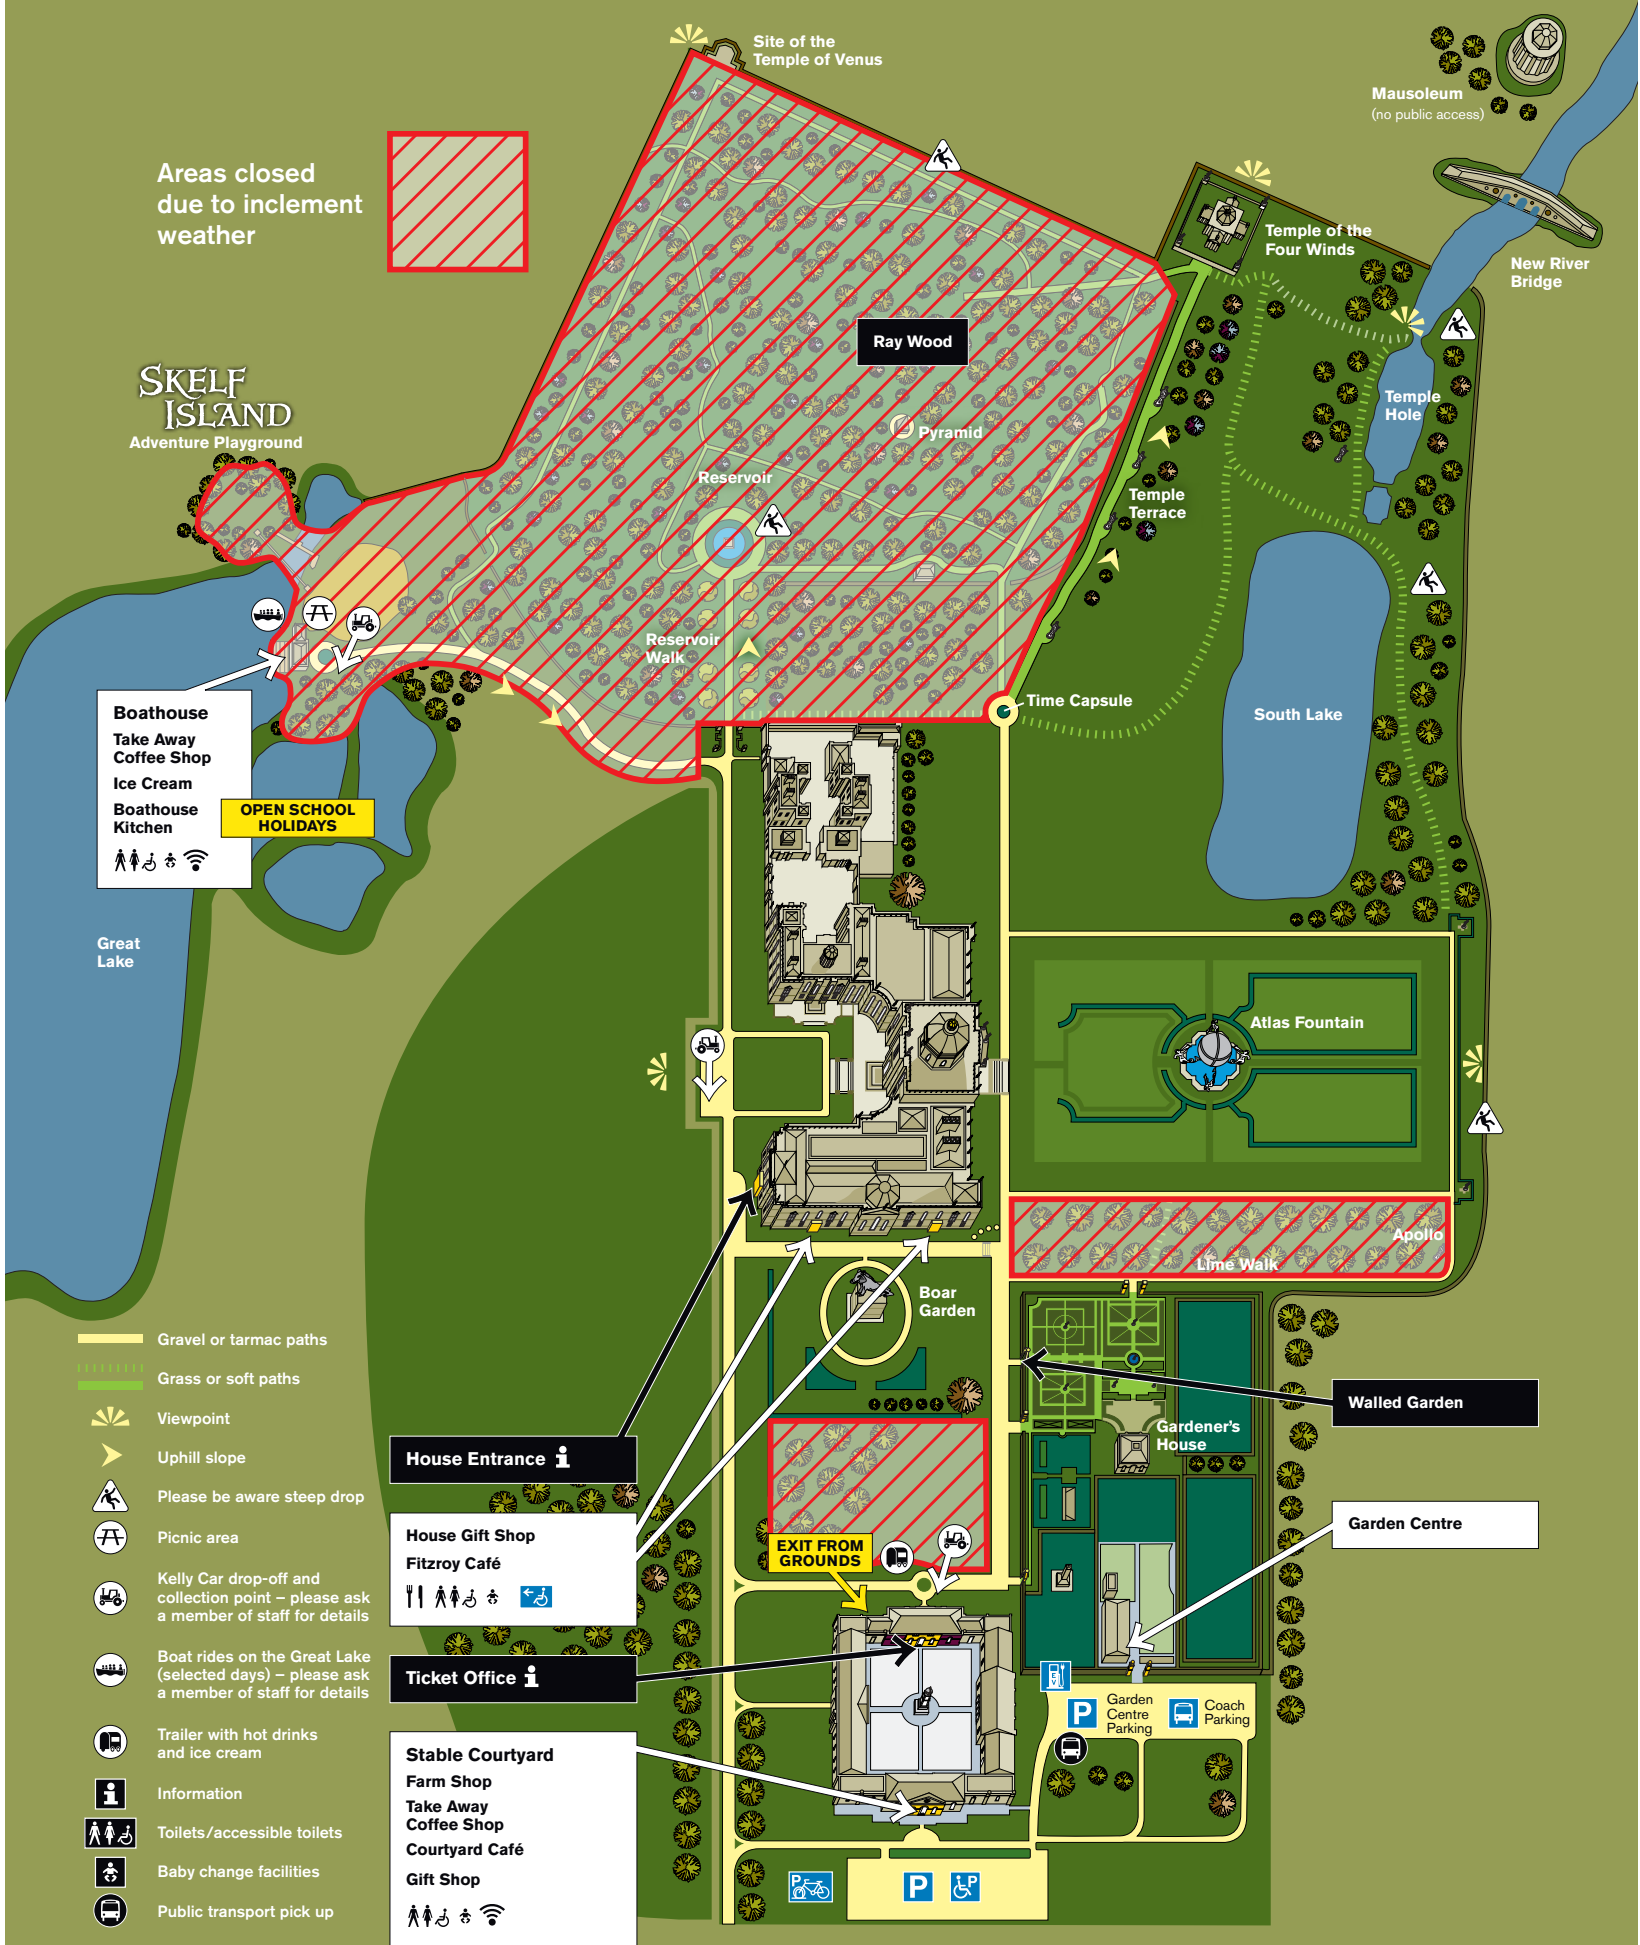 Site of the
Temple of Venus
Mausoleum
(no public access)
Areas closed
due to inclement
weather
Temple of the
Four Winds
New River
Bridge
Ray Wood
SKELF
ISLAND
Adventure Playground
Temple
Hole
Pyramid
Reservoir
Temple
Terrace
Reservoir
Walk
Time Capsule
South Lake
Boathouse
Take Away
Coffee Shop
Ice Cream
Boathouse
Kitchen
OPEN SCHOOL
HOLIDAYS
Great
Lake
Atlas Fountain
Apollo
Lime Walk
Boar
Garden
Gravel or tarmac paths
Grass or soft paths
Viewpoint
Uphill slope
Please be aware steep drop
Picnic area
Kelly Car drop-off and
collection point – please ask
a member of staff for details
Boat rides on the Great Lake
(selected days) – please ask
a member of staff for details
Trailer with hot drinks
and ice cream
i Information
Toilets/accessible toilets
Baby change facilities
Public transport pick up
Walled Garden
Gardener's
House
House Entrance i
House Gift Shop
Fitzroy Café
Garden Centre
EXIT FROM
GROUNDS
Ticket Office i
EV
P
Garden
Centre
Parking
Coach
Parking
Stable Courtyard
Farm Shop
Take Away
Coffee Shop
Courtyard Café
Gift Shop
P
P
P